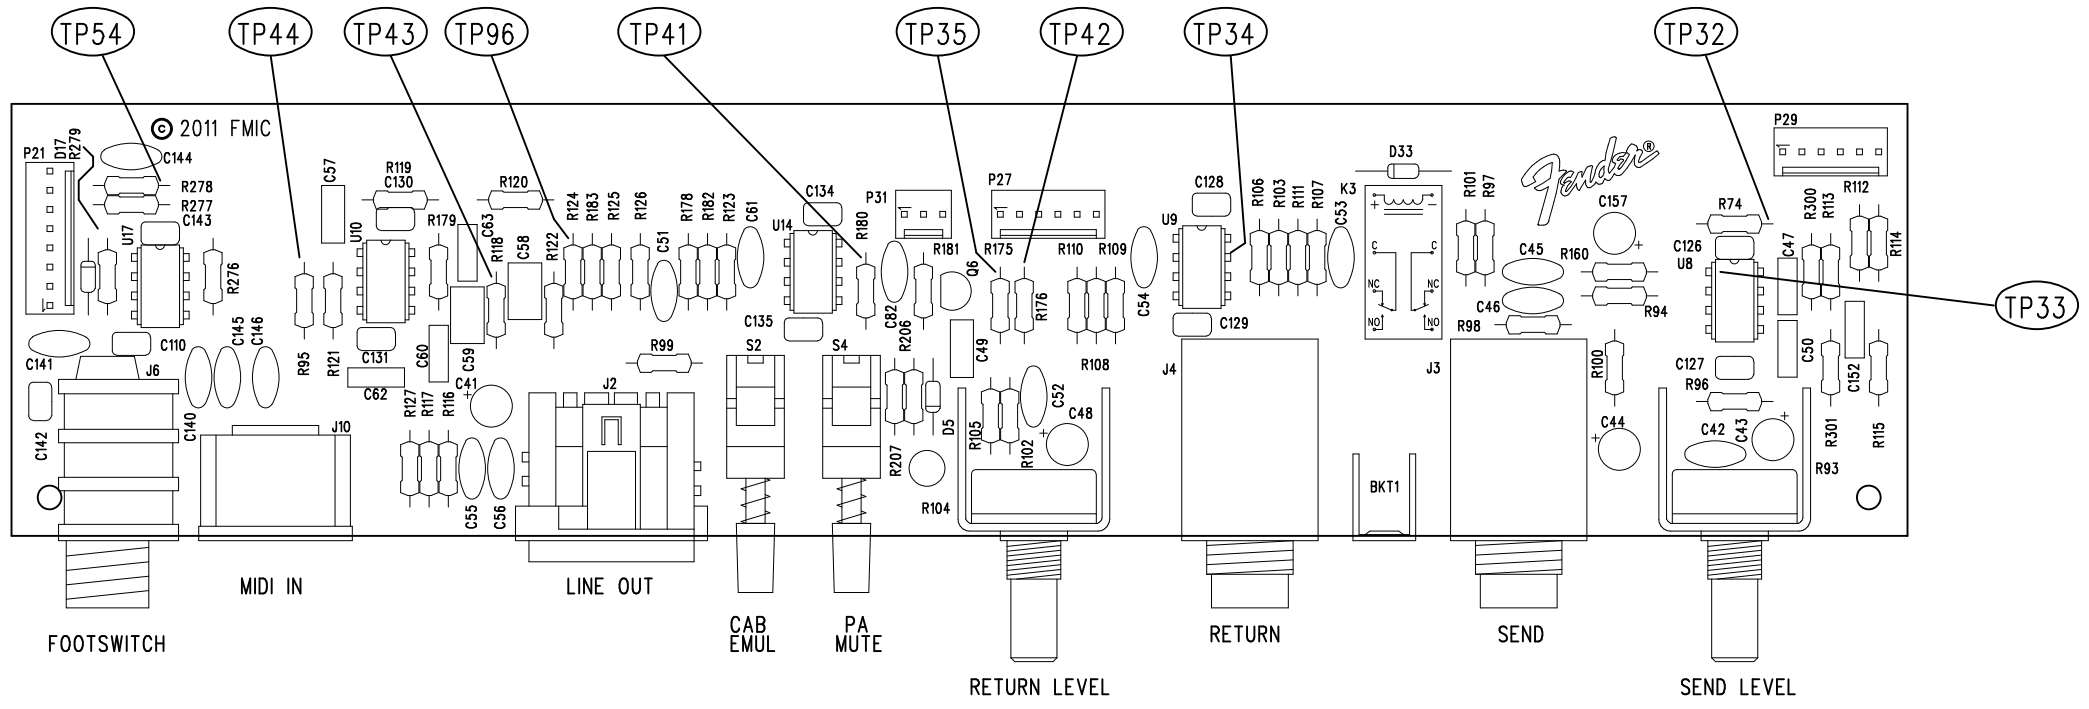 TP54 TP44 TP43 TP96 TP41 TP35 TP42 TP34 TP32
© 2011 FMIC
P21
D17
R279
C144
R278
R277
C143
U17
R276
C57
R119
C130
U10
R179
C63
R118
R120
C58
R122
R124
R183
R125
R126
C51
R178
R182
R123
C61
C134
U14
R180
P31
R181
Q6
P27
R175
R110
R109
R176
C128
U9
R106
R103
R111
R107
C53
K3
D33
+
−
C
C
NC
NC
NO
NO
R101
R97
Fender®
C157
+
C45
R160
C46
R94
R98
R74
C126
U8
C47
P29
R112
R300
R113
R114
TP33
C141
C110
J6
C142
C140
C145
C146
R95
R121
C131
C62
C60
C59
C41
+
R99
J2
J10
R127
R117
R116
C55
C56
S2
C135
S4
C82
R206
C49
R207
D5
R105
R102
C52
C48
+
R104
R108
C54
C129
J4
BKT1
J3
R100
C44
+
C127
R96
C42
C43
+
C50
C152
R301
R115
R93
FOOTSWITCH
MIDI IN
LINE OUT
CAB
EMUL
PA
MUTE
RETURN LEVEL
RETURN
SEND
SEND LEVEL